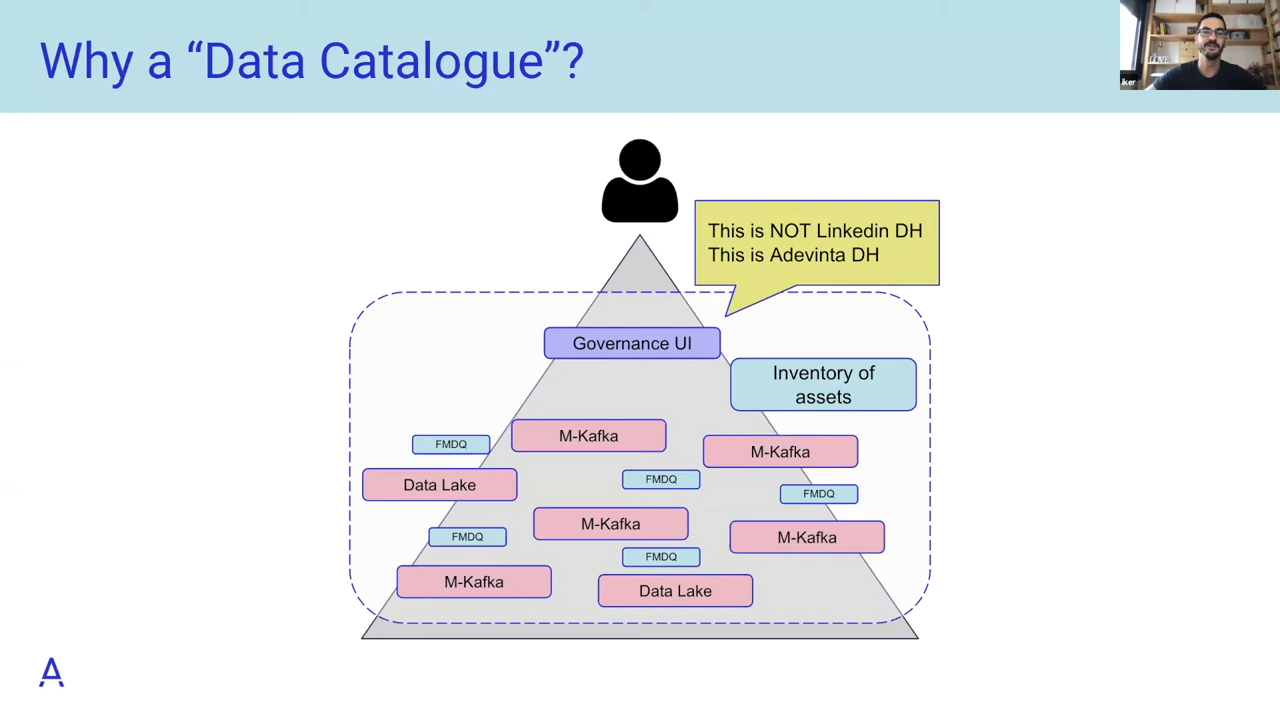 Why a “Data Catalogue”?
iker
This is NOT Linkedin DH
This is Adevinta DH
Governance UI
Inventory of
assets
M-Kafka
FMDQ
M-Kafka
Data Lake
FMDQ
FMDQ
M-Kafka
FMDQ
M-Kafka
FMDQ
M-Kafka
Data Lake
A